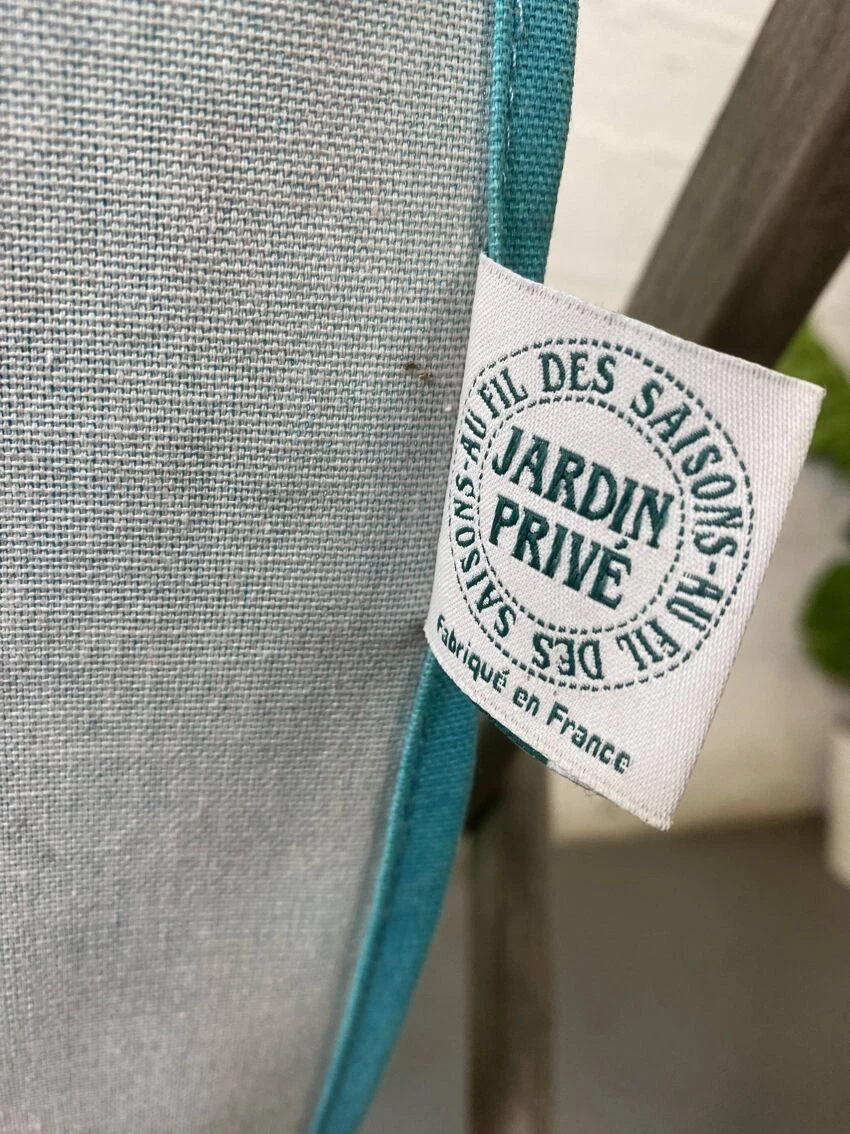 AU FIL DES SAISONS-AU FIL DES SAISONS-
JARDIN
PRIVÉ
Fabriqué en France